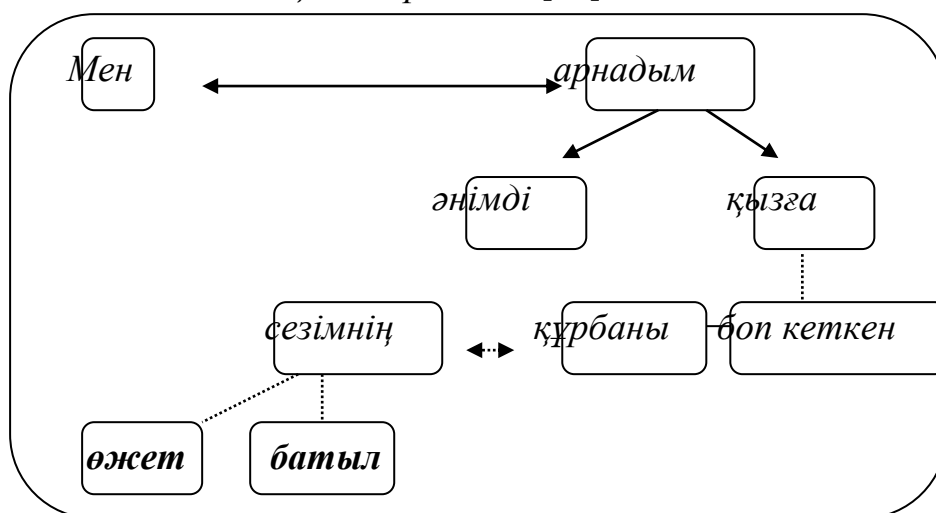 Мен арнадым
әнімді қызға
сезімнің құрбаны боп кеткен
өжет батыл